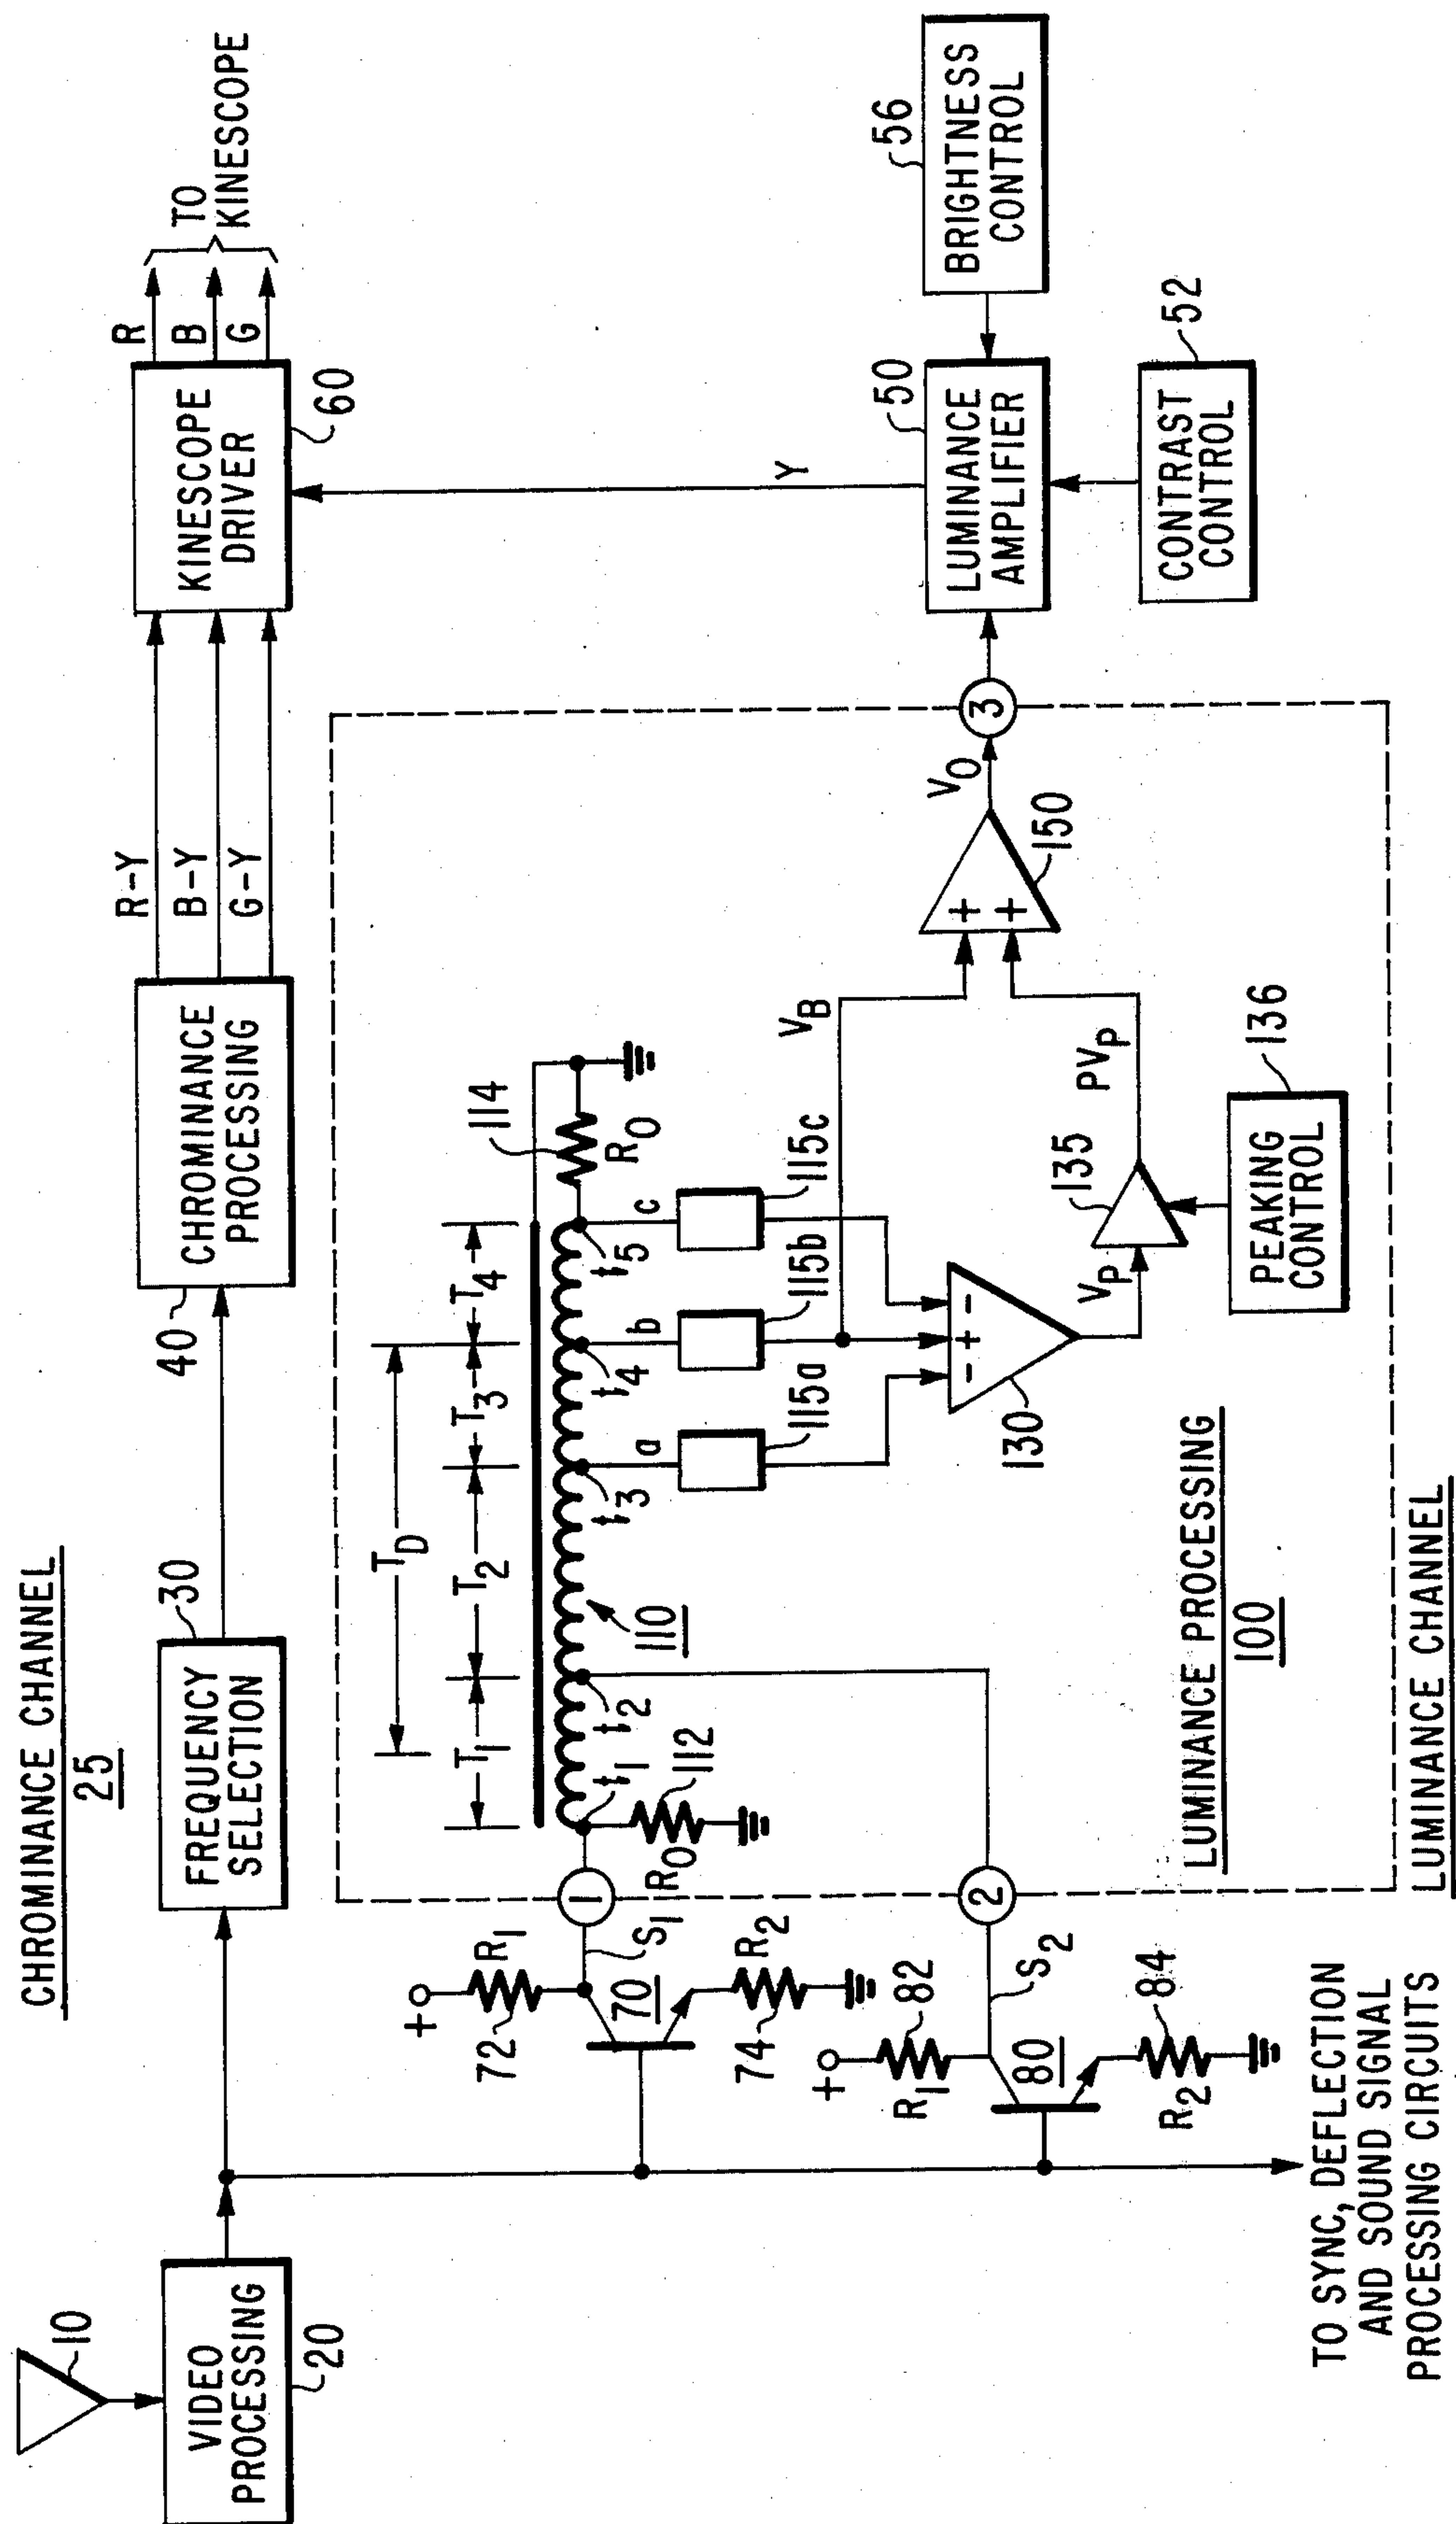 CHROMINANCE CHANNEL
25
10
VIDEO
PROCESSING
20
30
FREQUENCY
SELECTION
40
CHROMINANCE
PROCESSING
R-Y
B-Y
G-Y
KINESCOPE
DRIVER
60
R
B
G
TO
KINESCOPE
+
72
R1
70
S1
74
R2
+
R1
82
80
S2
R2
84
TO SYNC, DEFLECTION
AND SOUND SIGNAL
PROCESSING CIRCUITS
1
2
R0
112
TD
T1
T2
T3
T4
t1
t2
t3
t4
t5
110
114
R0
a
b
c
115a
115b
115c
- + -
130
VB
VP
135
PVP
PEAKING
CONTROL
136
+
+
150
VO
3
LUMINANCE PROCESSING
100
LUMINANCE CHANNEL
LUMINANCE
AMPLIFIER
50
Y
BRIGHTNESS
CONTROL
56
CONTRAST
CONTROL
52